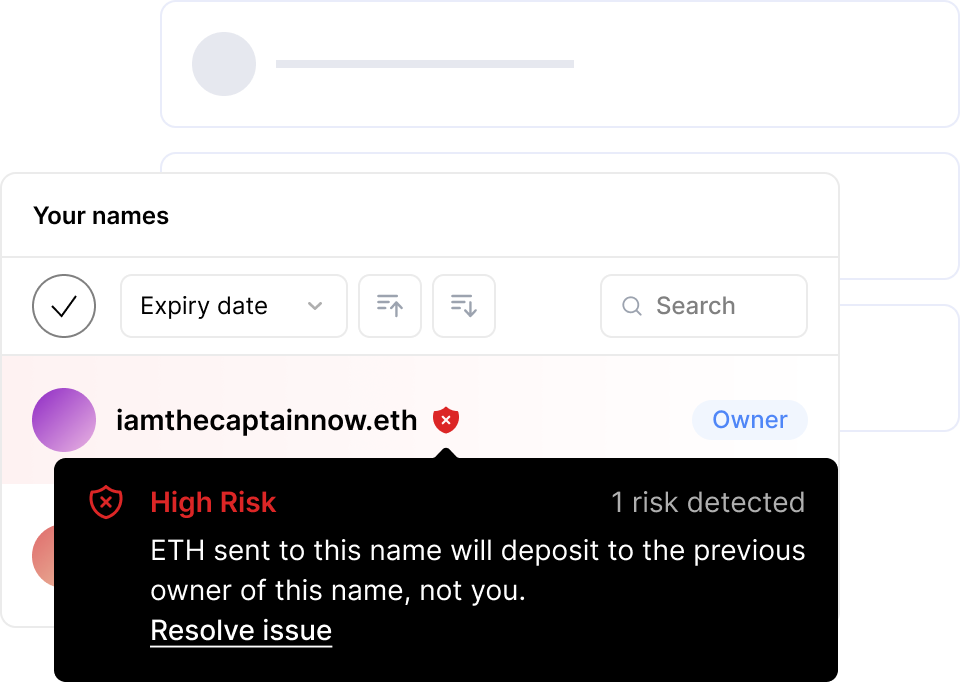 Your names
Expiry date
Search
iamthecaptainnow.eth
Owner
High Risk
1 risk detected
ETH sent to this name will deposit to the previous
owner of this name, not you.
Resolve issue